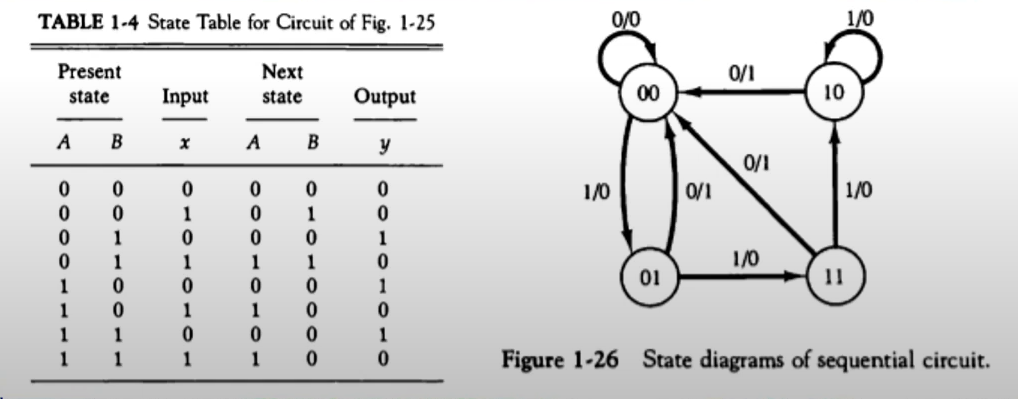 TABLE 1-4 State Table for Circuit of Fig. 1-25
Present state Input Next state Output
A B x A B y
0 0 0 0 0 0
0 0 1 0 1 0
0 1 0 0 0 1
0 1 1 1 1 0
1 0 0 0 0 1
1 0 1 1 0 0
1 1 0 0 0 1
1 1 1 1 0 0
0/0
1/0
00
0/1
10
1/0
0/1
0/1
1/0
01
1/0
11
Figure 1-26 State diagrams of sequential circuit.